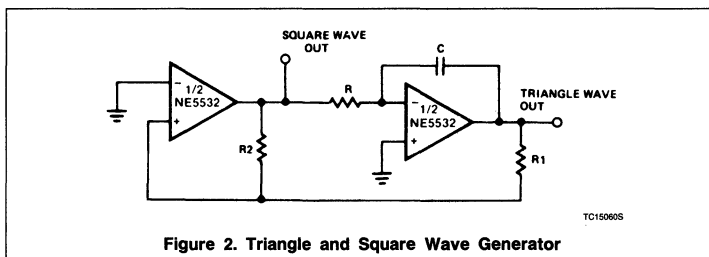 SQUARE WAVE
OUT
C
R
TRIANGLE WAVE
OUT
−
1/2
NE5532
+
−
1/2
NE5532
+
R2
R1
TC15060S
Figure 2. Triangle and Square Wave Generator